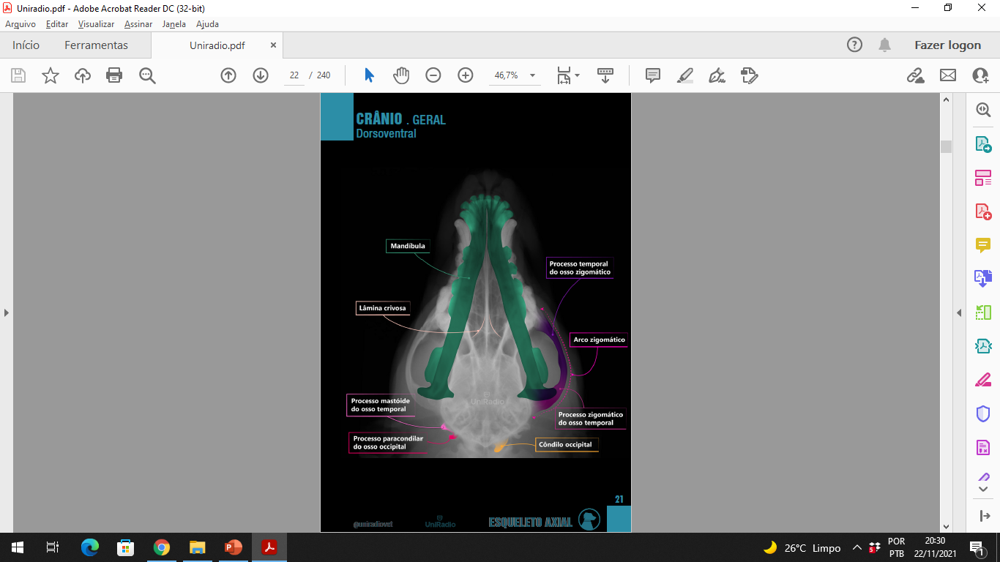 Uniradio.pdf - Adobe Acrobat Reader DC (32-bit)
Arquivo Editar Visualizar Assinar Janela Ajuda
Início Ferramentas Uniradio.pdf × Fazer logon
22 / 240 46,7%
CRÂNIO . GERAL
Dorsoventral
Mandíbula
Processo temporal
do osso zigomático
Lâmina crivosa
Arco zigomático
UniRadio
Processo mastóide
do osso temporal
Processo zigomático
do osso temporal
Processo paracondilar
do osso occipital
Côndilo occipital
21
@uniradiovet UniRadio ESQUELETO AXIAL
26°C Limpo POR PTB 20:30 22/11/2021 1